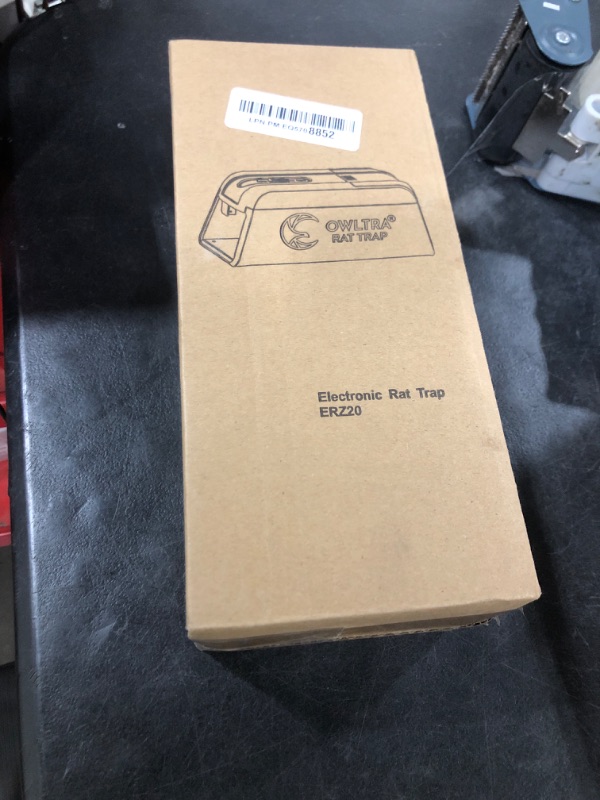 8852
OWLTRA®
RAT TRAP
Electronic Rat Trap
ERZ20